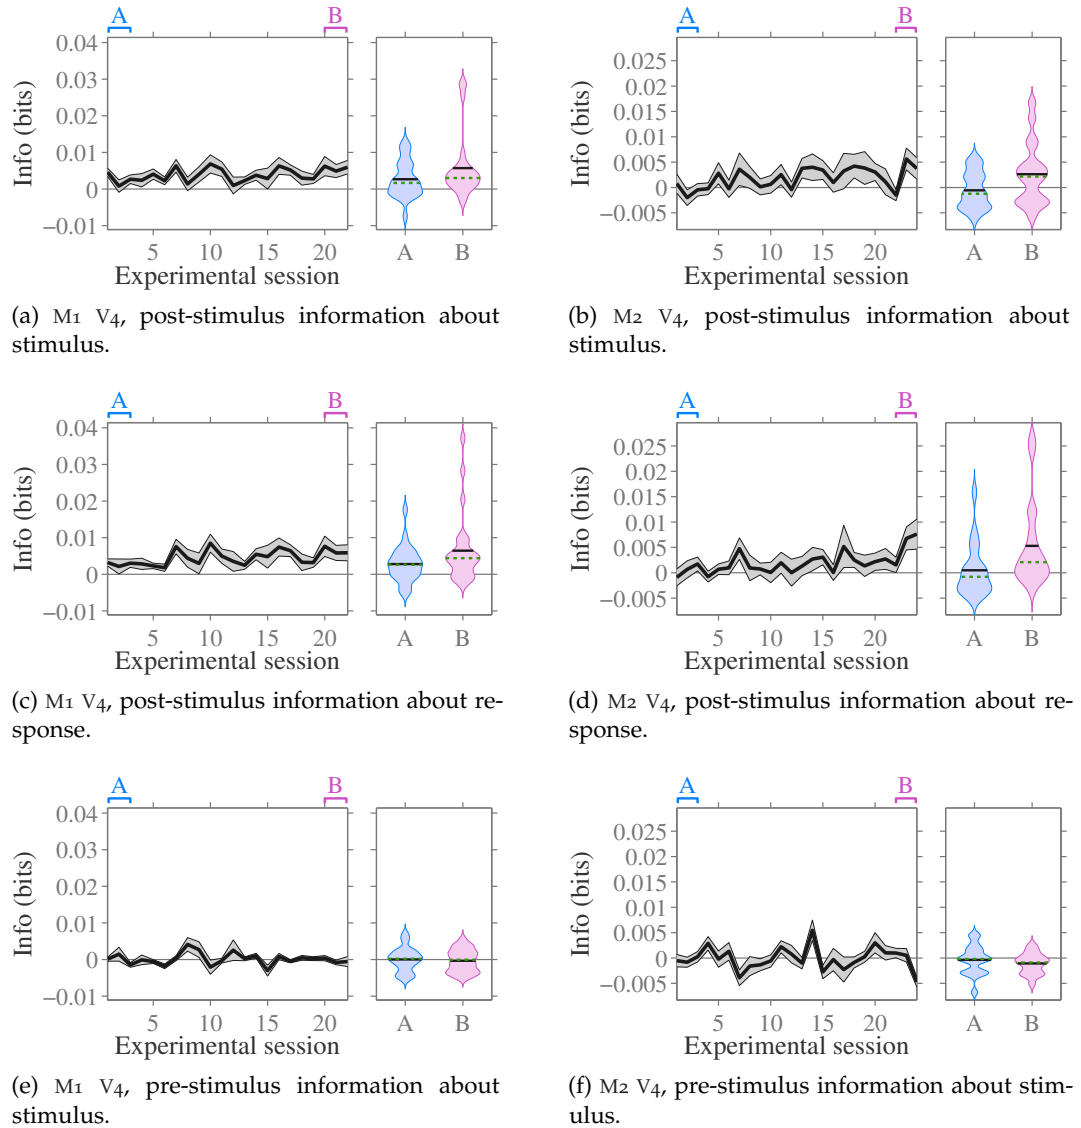 A B
0.04
0.03
0.02
0.01
0
−0.01
Info (bits)
5 10 15 20 A B
Experimental session
(a) M1 V4, post-stimulus information about
stimulus.
A B
0.025
0.02
0.015
0.01
0.005
0
−0.005
Info (bits)
5 10 15 20 A B
Experimental session
(b) M2 V4, post-stimulus information about
stimulus.
A B
0.04
0.03
0.02
0.01
0
−0.01
Info (bits)
5 10 15 20 A B
Experimental session
(c) M1 V4, post-stimulus information about re-
sponse.
A B
0.025
0.02
0.015
0.01
0.005
0
−0.005
Info (bits)
5 10 15 20 A B
Experimental session
(d) M2 V4, post-stimulus information about re-
sponse.
A B
0.04
0.03
0.02
0.01
0
−0.01
Info (bits)
5 10 15 20 A B
Experimental session
(e) M1 V4, pre-stimulus information about
stimulus.
A B
0.025
0.02
0.015
0.01
0.005
0
−0.005
Info (bits)
5 10 15 20 A B
Experimental session
(f) M2 V4, pre-stimulus information about stim-
ulus.